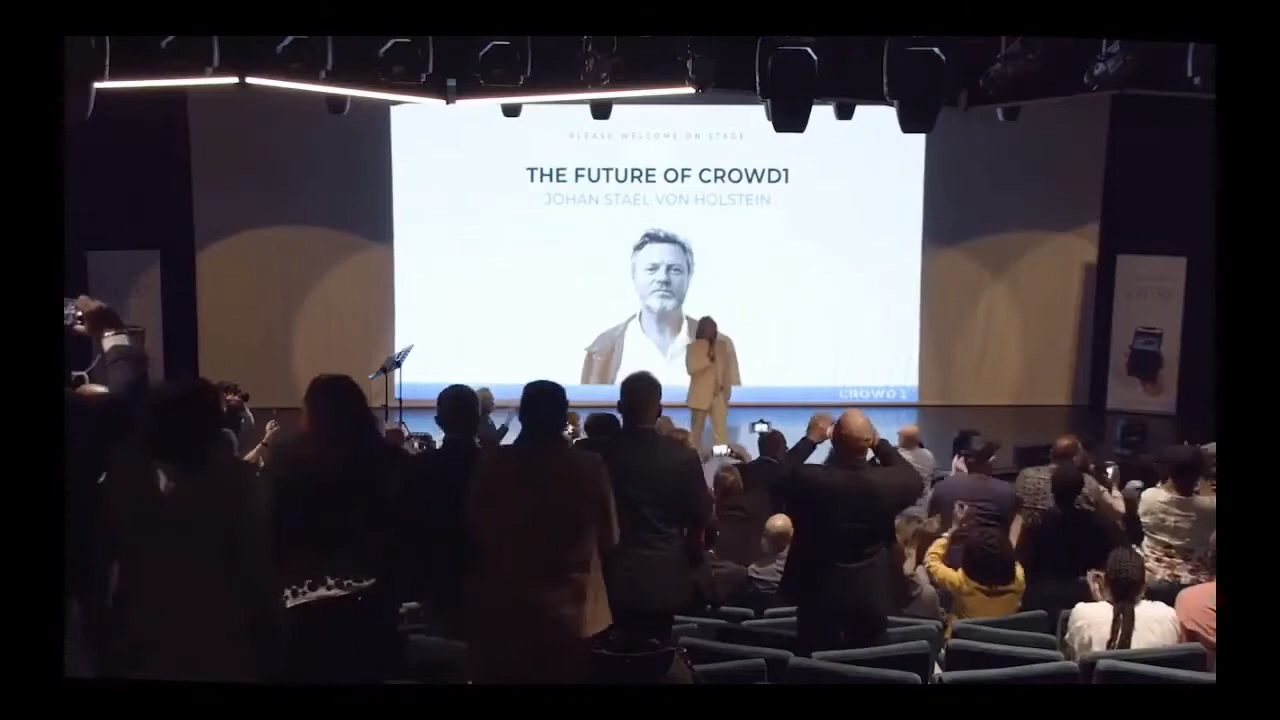 PLEASE WELCOME ON STAGE
THE FUTURE OF CROWD1
JOHAN STAEL VON HOLSTEIN
CROWD1